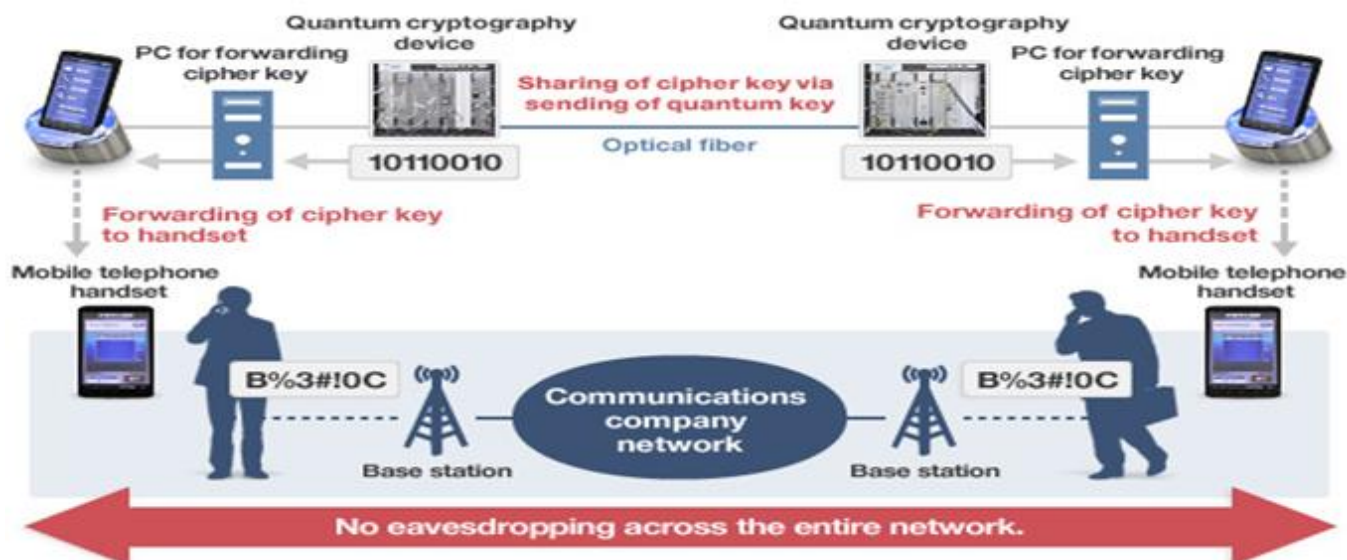 Quantum cryptography
device
Quantum cryptography
device
PC for forwarding
cipher key
PC for forwarding
cipher key
Sharing of cipher key via
sending of quantum key
Optical fiber
10110010
10110010
Forwarding of cipher key
to handset
Forwarding of cipher key
to handset
Mobile telephone
handset
Mobile telephone
handset
B%3#!0C
B%3#!0C
Communications
company
network
Base station
Base station
No eavesdropping across the entire network.